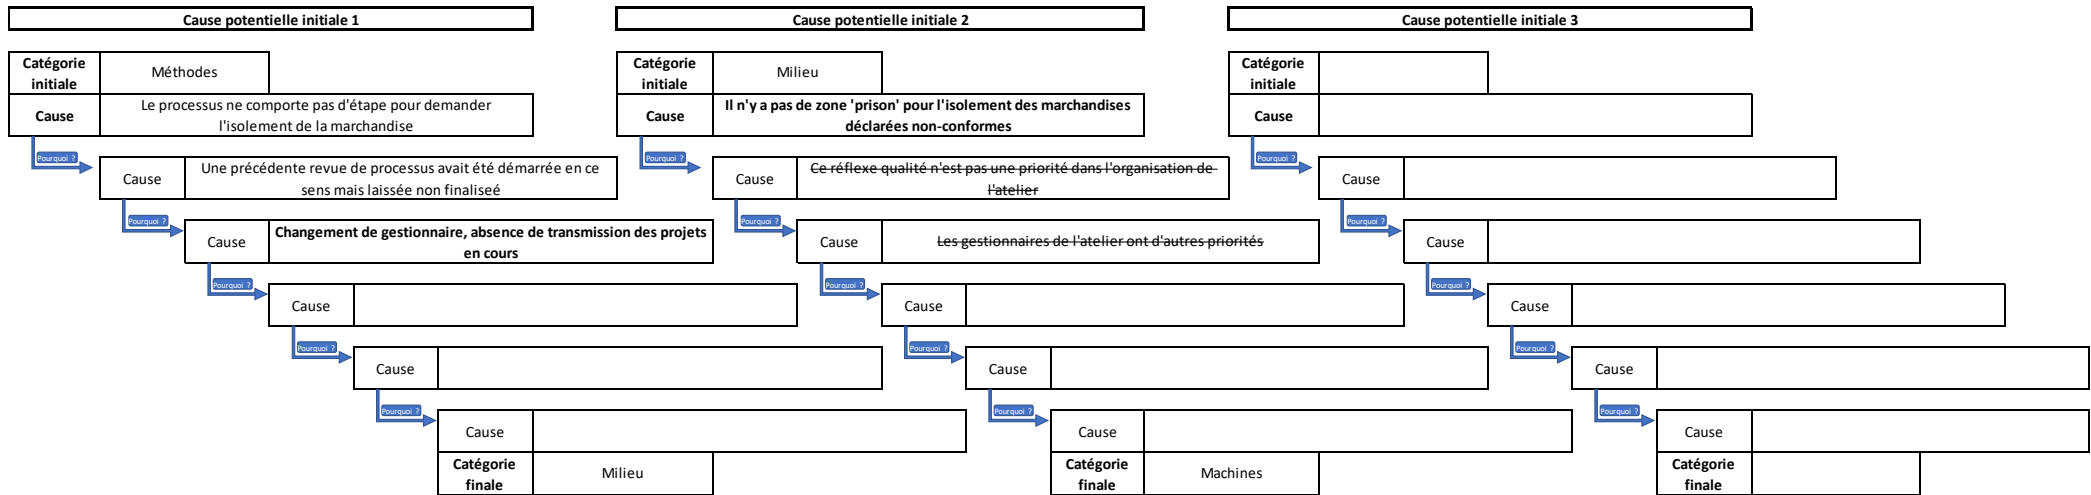 Cause potentielle initiale 1
Catégorie
initiale
Méthodes
Cause
Le processus ne comporte pas d'étape pour demander
l'isolement de la marchandise
Pourquoi ?
Cause
Une précédente revue de processus avait été démarrée en ce
sens mais laissée non finaliseé
Pourquoi ?
Cause
Changement de gestionnaire, absence de transmission des projets
en cours
Pourquoi ?
Cause
Pourquoi ?
Cause
Pourquoi ?
Cause
Catégorie
finale
Milieu
Cause potentielle initiale 2
Catégorie
initiale
Milieu
Cause
Il n'y a pas de zone 'prison' pour l'isolement des marchandises
déclarées non-conformes
Pourquoi ?
Cause
Ce réflexe qualité n'est pas une priorité dans l'organisation de
l'atelier
Pourquoi ?
Cause
Les gestionnaires de l'atelier ont d'autres priorités
Pourquoi ?
Cause
Pourquoi ?
Cause
Pourquoi ?
Cause
Catégorie
finale
Machines
Cause potentielle initiale 3
Catégorie
initiale
Cause
Pourquoi ?
Cause
Pourquoi ?
Cause
Pourquoi ?
Cause
Pourquoi ?
Cause
Pourquoi ?
Cause
Catégorie
finale